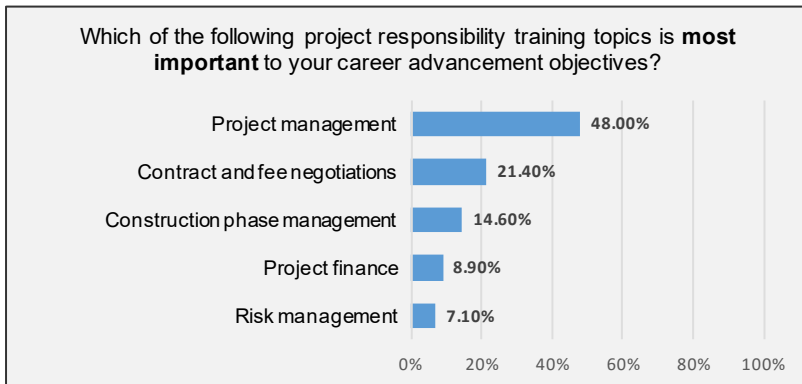 Which of the following project responsibility training topics is most
important to your career advancement objectives?
Project management 48.00%
Contract and fee negotiations 21.40%
Construction phase management 14.60%
Project finance 8.90%
Risk management 7.10%
0% 20% 40% 60% 80% 100%